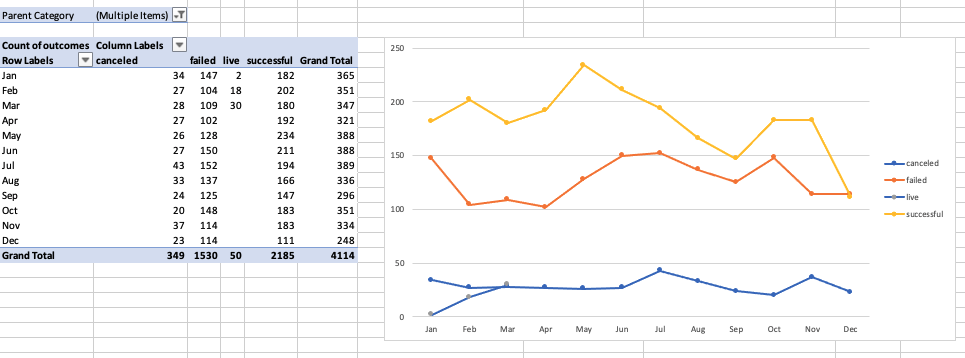 Parent Category (Multiple Items)
Count of outcomes Column Labels
Row Labels canceled failed live successful Grand Total
Jan 34 147 2 182 365
Feb 27 104 18 202 351
Mar 28 109 30 180 347
Apr 27 102 192 321
May 26 128 234 388
Jun 27 150 211 388
Jul 43 152 194 389
Aug 33 137 166 336
Sep 24 125 147 296
Oct 20 148 183 351
Nov 37 114 183 334
Dec 23 114 111 248
Grand Total 349 1530 50 2185 4114
250
200
150
100
50
0
Jan Feb Mar Apr May Jun Jul Aug Sep Oct Nov Dec
canceled
failed
live
successful